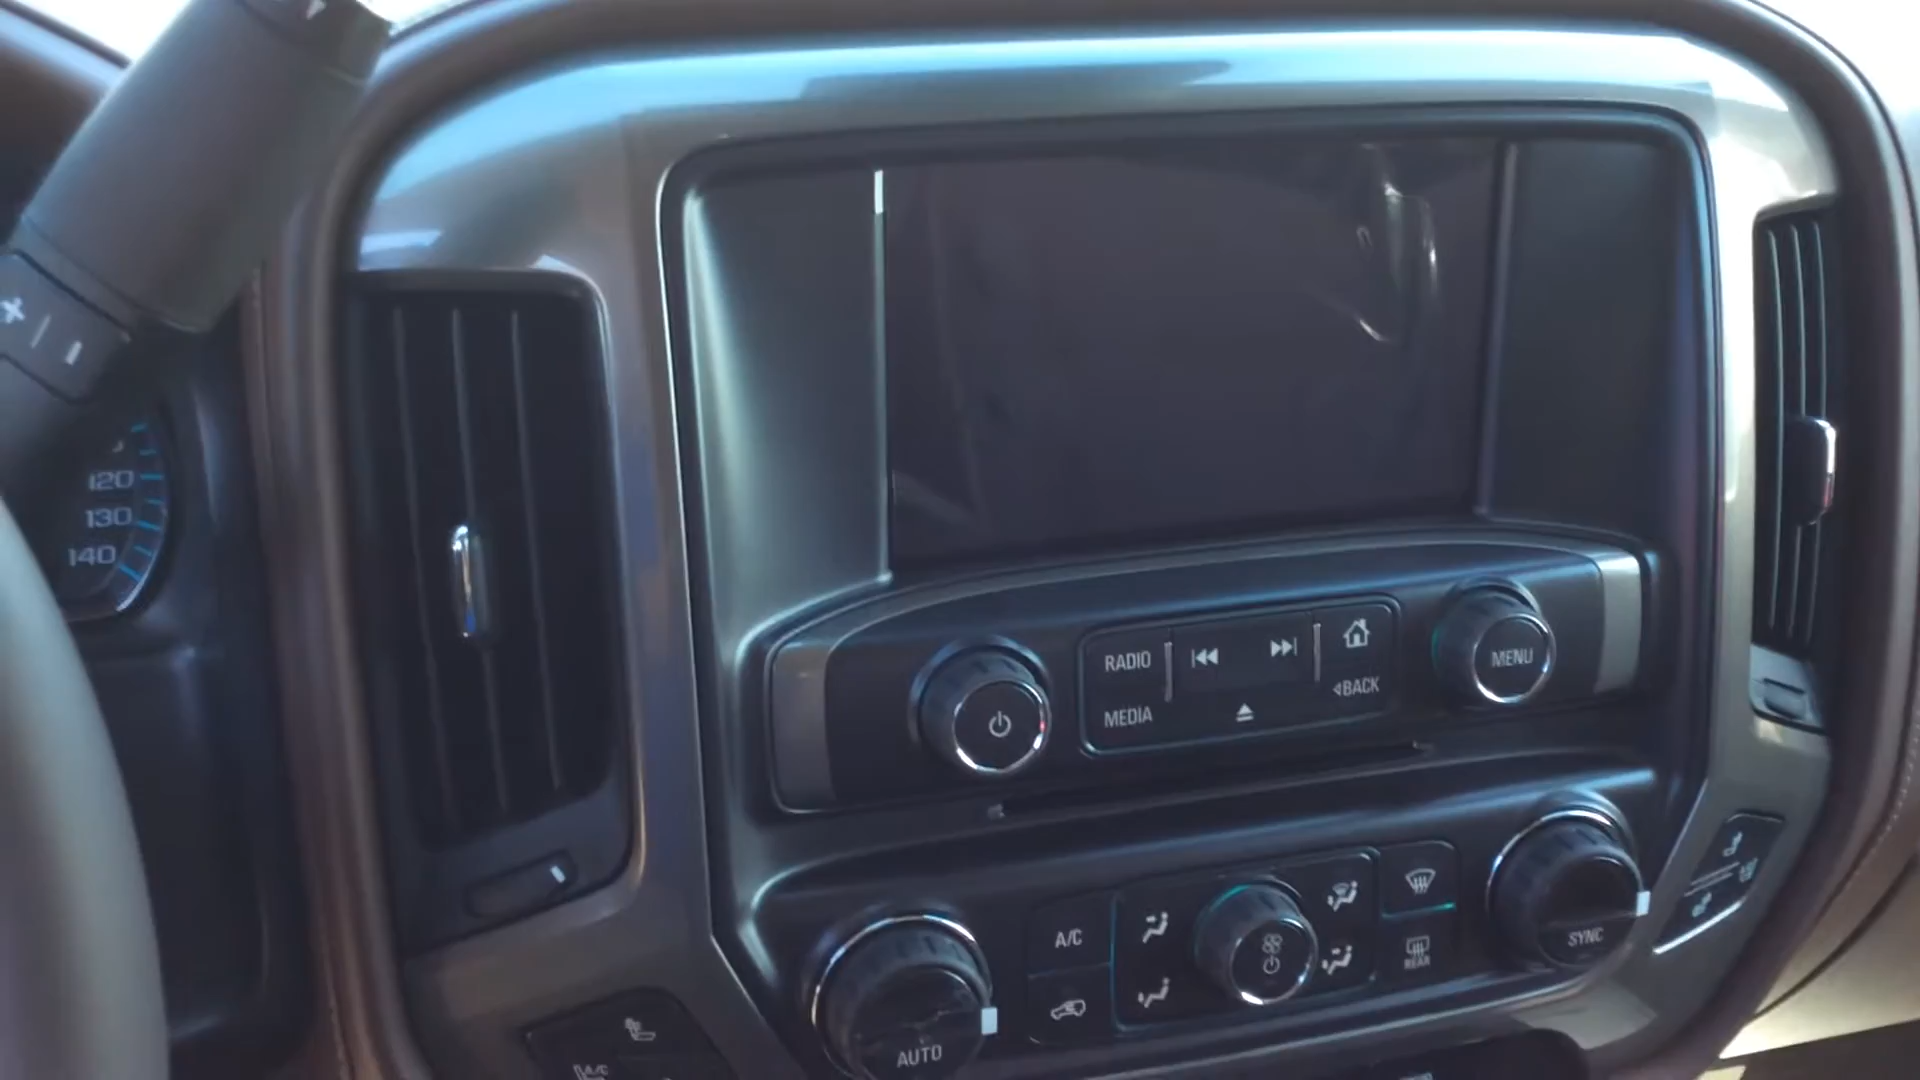 120
130
140
RADIO
MEDIA
BACK
MENU
A/C
REAR
SYNC
AUTO
A/C